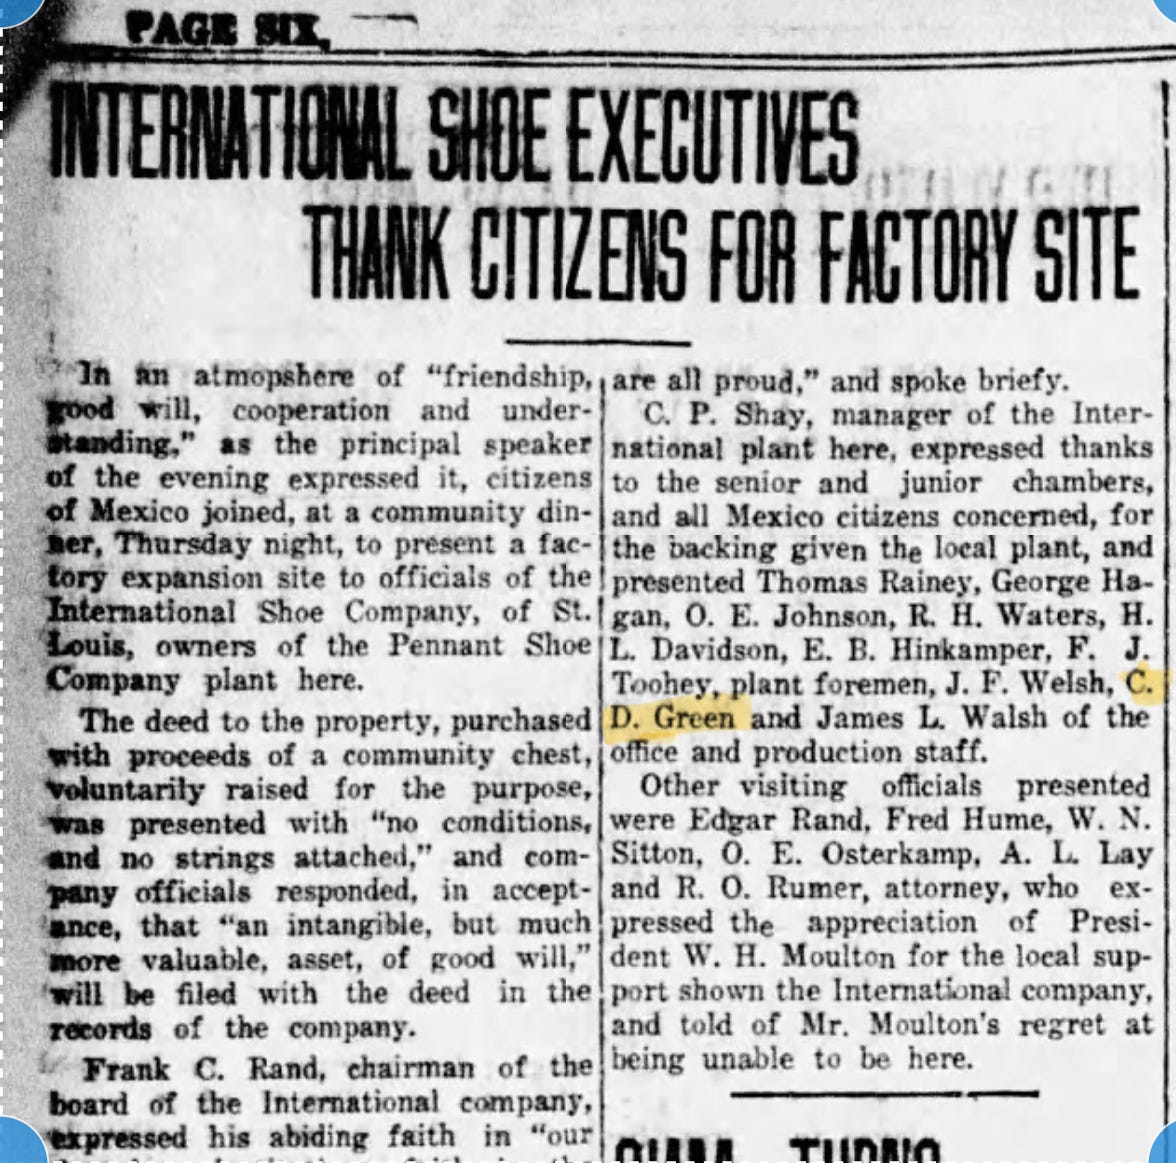 PAGE SIX,
INTERNATIONAL SHOE EXECUTIVES
THANK CITIZENS FOR FACTORY SITE
In an atmopshere of "friendship,
good will, cooperation and under-
standing," as the principal speaker
of the evening expressed it, citizens
of Mexico joined, at a community din-
ner, Thursday night, to present a fac-
tory expansion site to officials of the
International Shoe Company, of St.
Louis, owners of the Pennant Shoe
Company plant here.
The deed to the property, purchased
with proceeds of a community chest,
voluntarily raised for the purpose,
was presented with "no conditions,
and no strings attached," and com-
pany officials responded, in accept-
ance, that "an intangible, but much
more valuable, asset, of good will,"
will be filed with the deed in the
records of the company.
Frank C. Rand, chairman of the
board of the International company,
expressed his abiding faith in "our
are all proud," and spoke briefy.
C. P. Shay, manager of the Inter-
national plant here, expressed thanks
to the senior and junior chambers,
and all Mexico citizens concerned, for
the backing given the local plant, and
presented Thomas Rainey, George Ha-
gan, O. E. Johnson, R. H. Waters, H.
L. Davidson, E. B. Hinkamper, F. J.
Toohey, plant foremen, J. F. Welsh, C.
D. Green and James L. Walsh of the
office and production staff.
Other visiting officials presented
were Edgar Rand, Fred Hume, W. N.
Sitton, O. E. Osterkamp, A. L. Lay
and R. O. Rumer, attorney, who ex-
pressed the appreciation of Presi-
dent W. H. Moulton for the local sup-
port shown the International company,
and told of Mr. Moulton's regret at
being unable to be here.